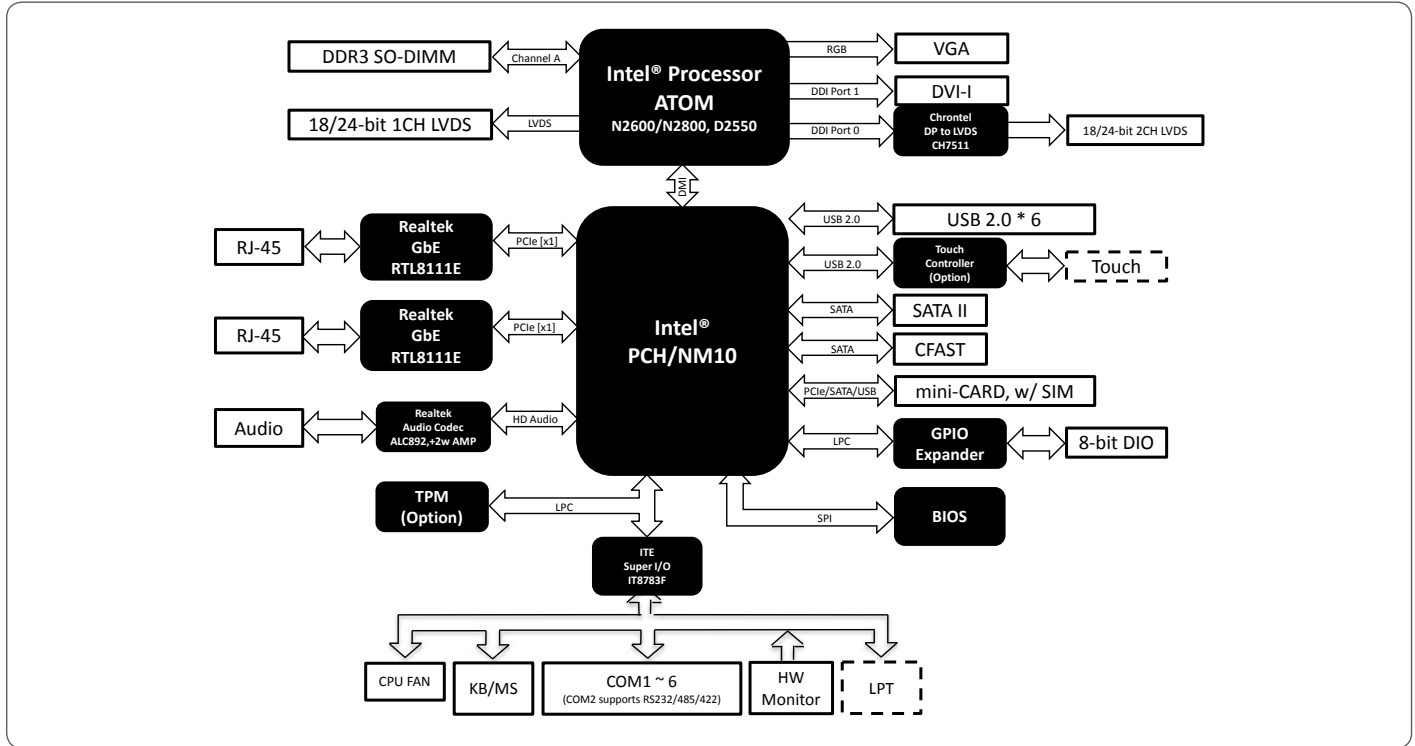 DDR3 SO-DIMM
Channel A
Intel® Processor
ATOM
N2600/N2800, D2550
RGB
VGA
DDI Port 1
DVI-I
18/24-bit 1CH LVDS
LVDS
DDI Port 0
Chrontel
DP to LVDS
CH7511
18/24-bit 2CH LVDS
DMI
RJ-45
Realtek
GbE
RTL8111E
PCIe [x1]
Intel®
PCH/NM10
USB 2.0
USB 2.0 * 6
USB 2.0
Touch
Controller
(Option)
Touch
RJ-45
Realtek
GbE
RTL8111E
PCIe [x1]
SATA
SATA II
SATA
CFAST
PCIe/SATA/USB
mini-CARD, w/ SIM
Audio
Realtek
Audio Codec
ALC892,+2w AMP
HD Audio
LPC
GPIO
Expander
8-bit DIO
TPM
(Option)
LPC
SPI
BIOS
ITE
Super I/O
IT8783F
CPU FAN
KB/MS
COM1 ~ 6
(COM2 supports RS232/485/422)
HW
Monitor
LPT